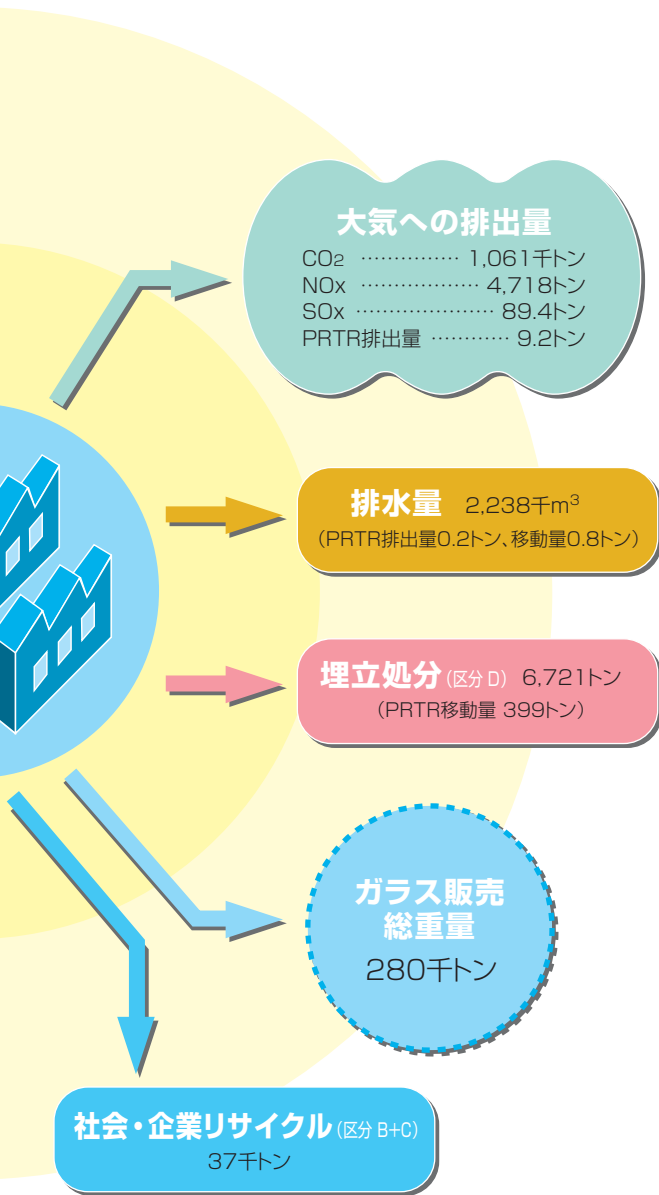 大気への排出量
CO2 …………… 1,061千トン
NOx ……………… 4,718トン
SOx ………………… 89.4トン
PRTR排出量 ………… 9.2トン
排水量 2,238千m³
(PRTR排出量0.2トン、移動量0.8トン)
埋立処分(区分 D) 6,721トン
(PRTR移動量 399トン)
ガラス販売
総重量
280千トン
社会・企業リサイクル(区分 B+C)
37千トン